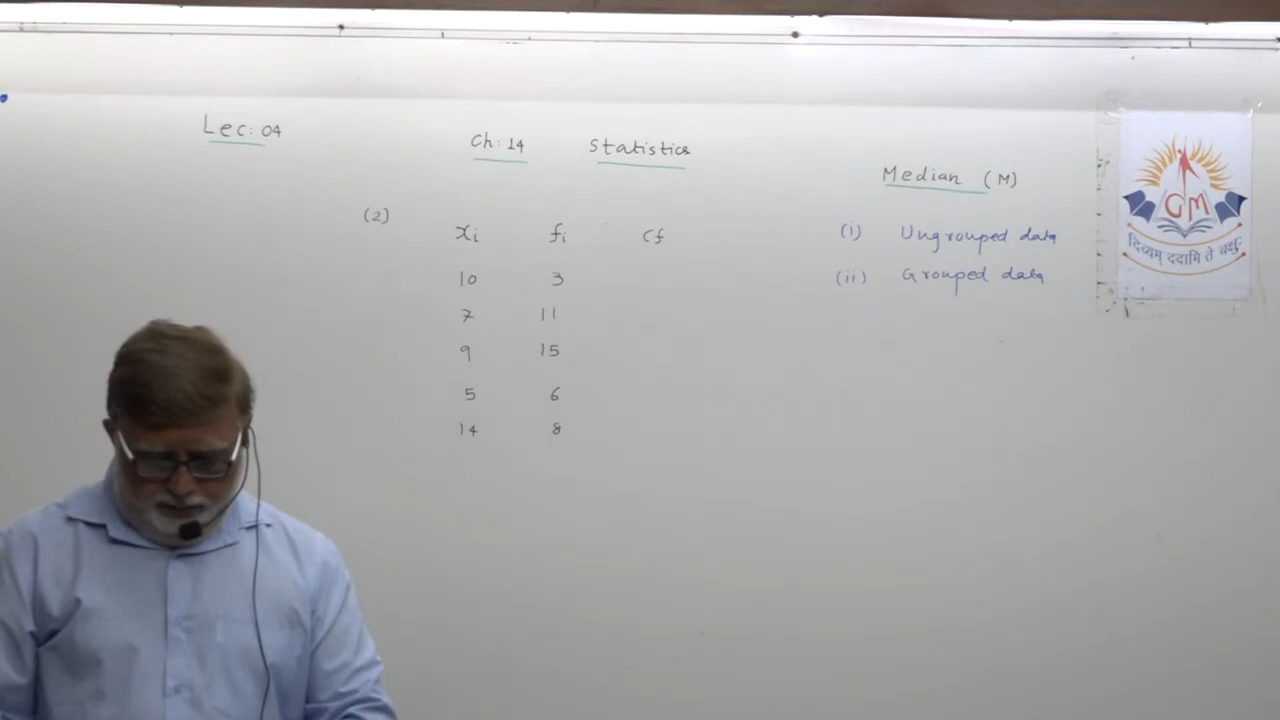 Lec: 04
Ch: 14 Statistics
Median (M)
(i) Ungrouped data
(ii) Grouped data
(2)
xi fi cf
10 3
7 11
9 15
5 6
14 8
GM
दिव्यम् ददामि ते चक्षुः